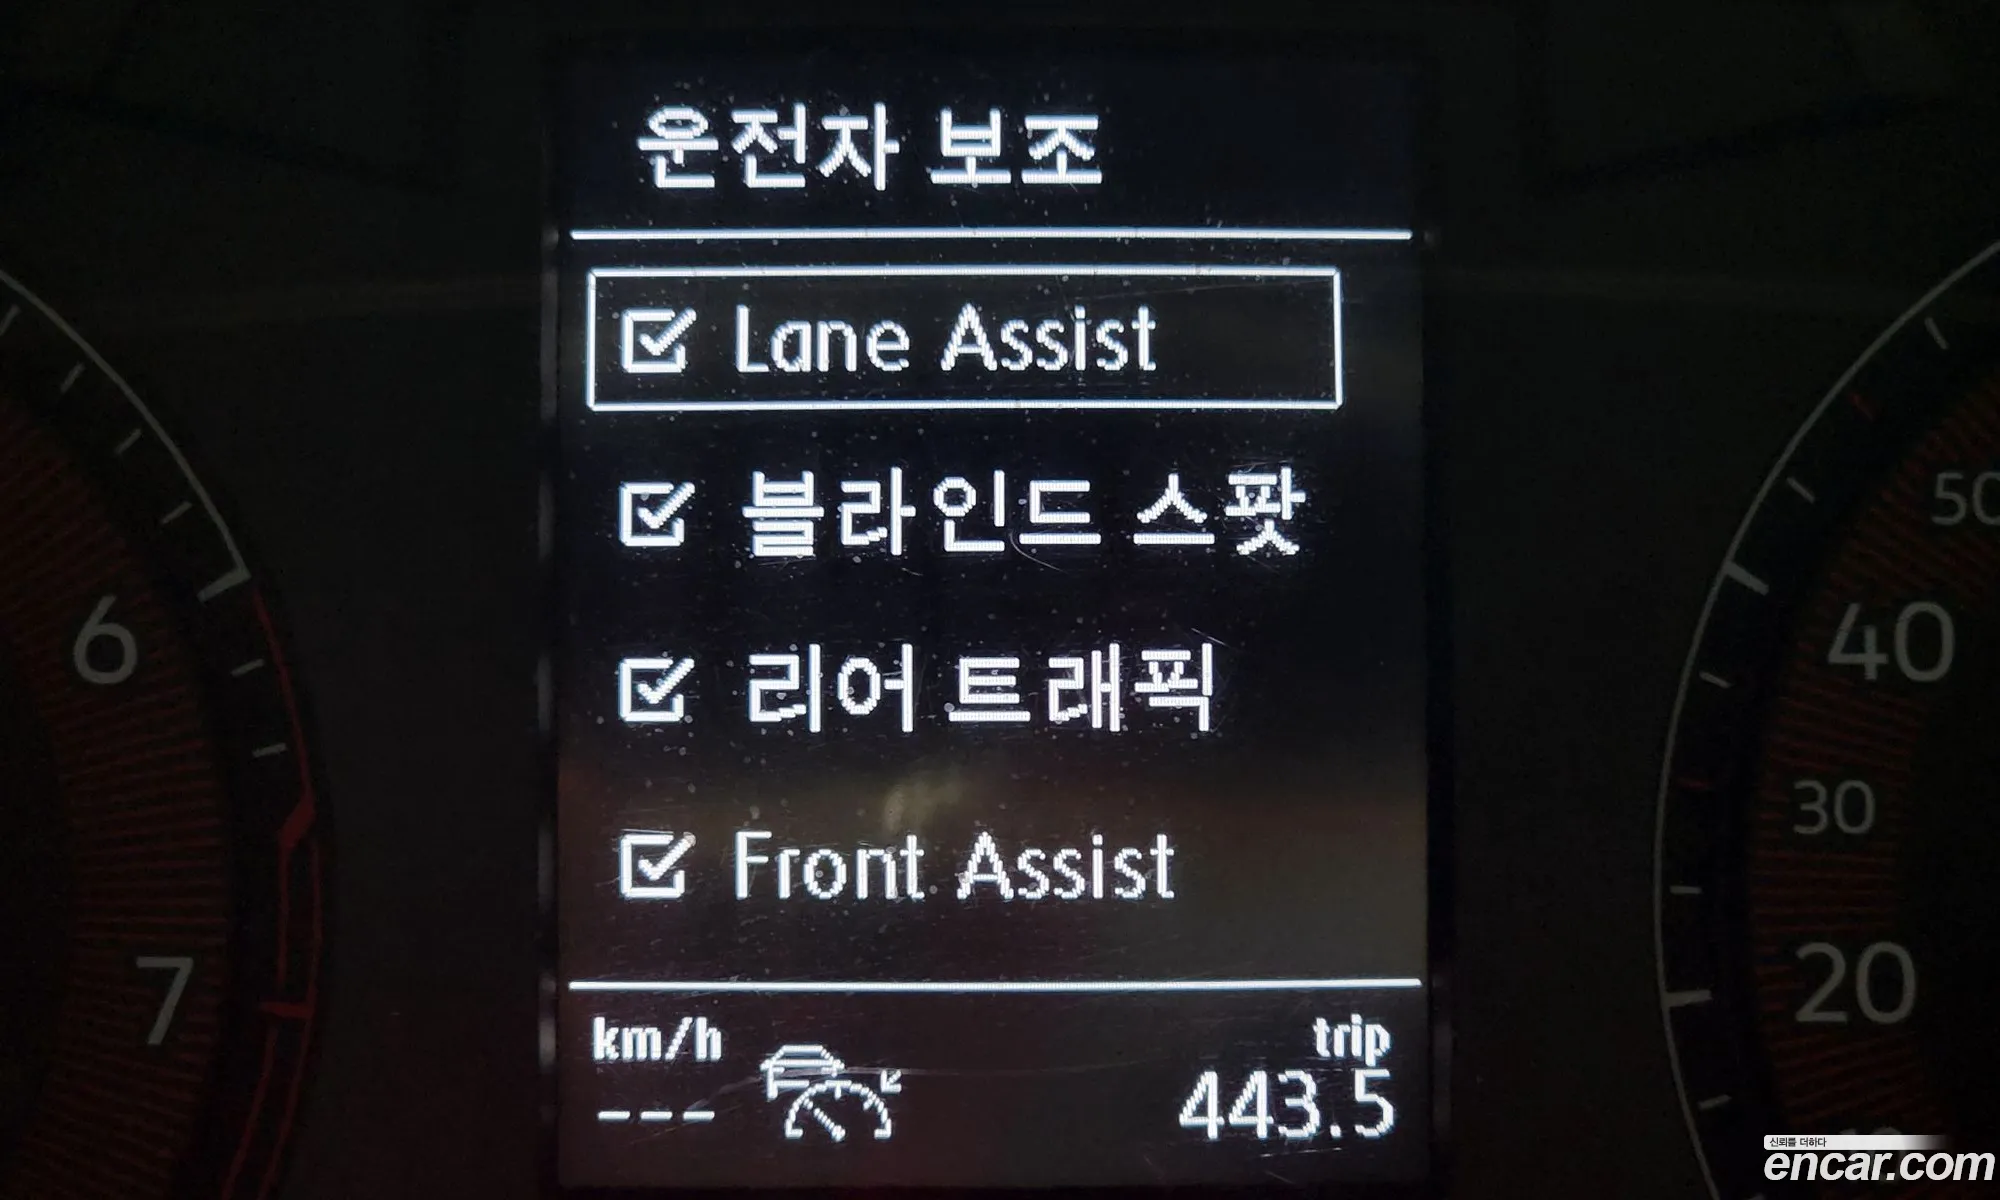 운전자 보조
Lane Assist
블라인드 스팟
리어 트래픽
Front Assist
km/h
---
trip
443.5
6
7
50
40
30
20
10
신뢰를 더하다
encar.com